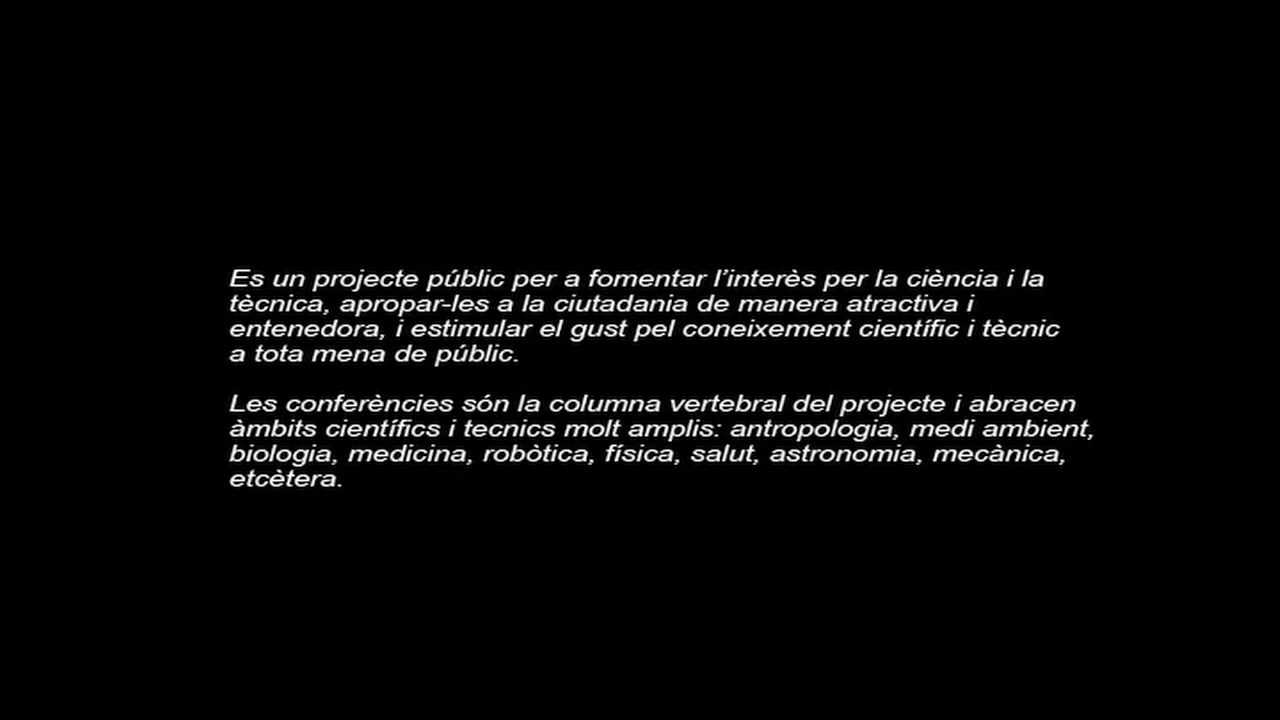 Es un projecte públic per a fomentar l'interès per la ciència i la
tècnica, apropar-les a la ciutadania de manera atractiva i
entenedora, i estimular el gust pel coneixement científic i tècnic
a tota mena de públic.
Les conferències són la columna vertebral del projecte i abracen
àmbits científics i tecnics molt amplis: antropologia, medi ambient,
biologia, medicina, robòtica, física, salut, astronomia, mecànica,
etcètera.